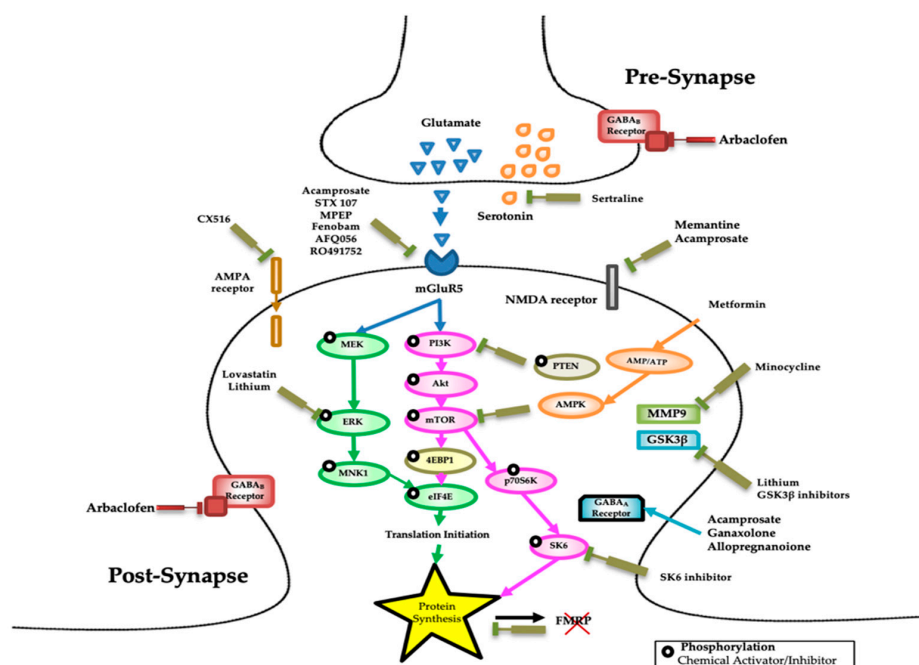 Pre-Synapse
GABAB
Receptor
Arbaclofen
Glutamate
Serotonin
Sertraline
Acamprosate
STX 107
MPEP
Fenobam
AFQ056
RO491752
CX516
AMPA
receptor
mGluR5
Memantine
Acamprosate
NMDA receptor
Metformin
MEK
PI3K
PTEN
AMP/ATP
Minocycline
Akt
Lovastatin
Lithium
ERK
mTOR
AMPK
MMP9
GSK3β
4EBP1
MNK1
p70S6K
eIF4E
Lithium
GSK3β inhibitors
GABAB
Receptor
Arbaclofen
GABAA
Receptor
Acamprosate
Ganaxolone
Allopregnanoione
Translation Initiation
SK6
SK6 inhibitor
Post-Synapse
Protein
Synthesis
FMRP
Phosphorylation
Chemical Activator/Inhibitor